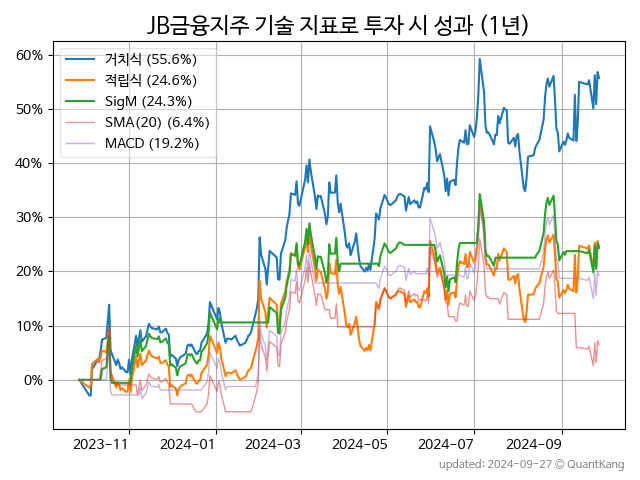 JB금융지주 기술 지표로 투자 시 성과 (1년)
거치식 (55.6%)
적립식 (24.6%)
SigM (24.3%)
SMA(20) (6.4%)
MACD (19.2%)
60%
50%
40%
30%
20%
10%
0%
2023-11 2024-01 2024-03 2024-05 2024-07 2024-09
updated: 2024-09-27 © QuantKang